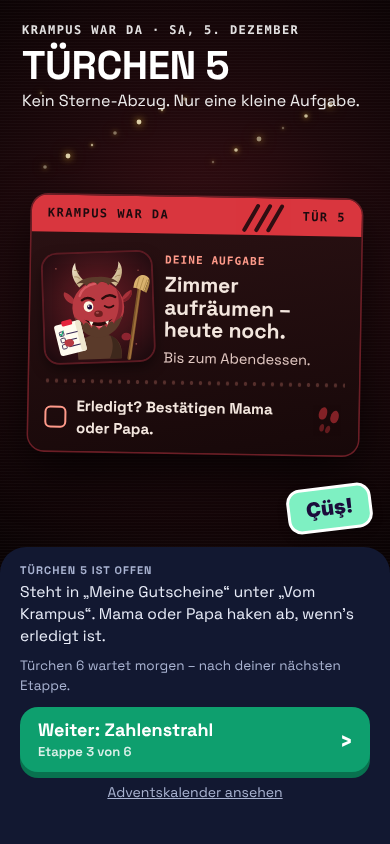 KRAMPUS WAR DA · SA, 5. DEZEMBER
TÜRCHEN 5
Kein Sterne-Abzug. Nur eine kleine Aufgabe.
KRAMPUS WAR DA
TÜR 5
DEINE AUFGABE
Zimmer
aufräumen –
heute noch.
Bis zum Abendessen.
Erledigt? Bestätigen Mama
oder Papa.
Çüş!
TÜRCHEN 5 IST OFFEN
Steht in „Meine Gutscheine“ unter „Vom
Krampus“. Mama oder Papa haken ab, wenn’s
erledigt ist.
Türchen 6 wartet morgen – nach deiner nächsten
Etappe.
Weiter: Zahlenstrahl
Etappe 3 von 6
>
Adventskalender ansehen